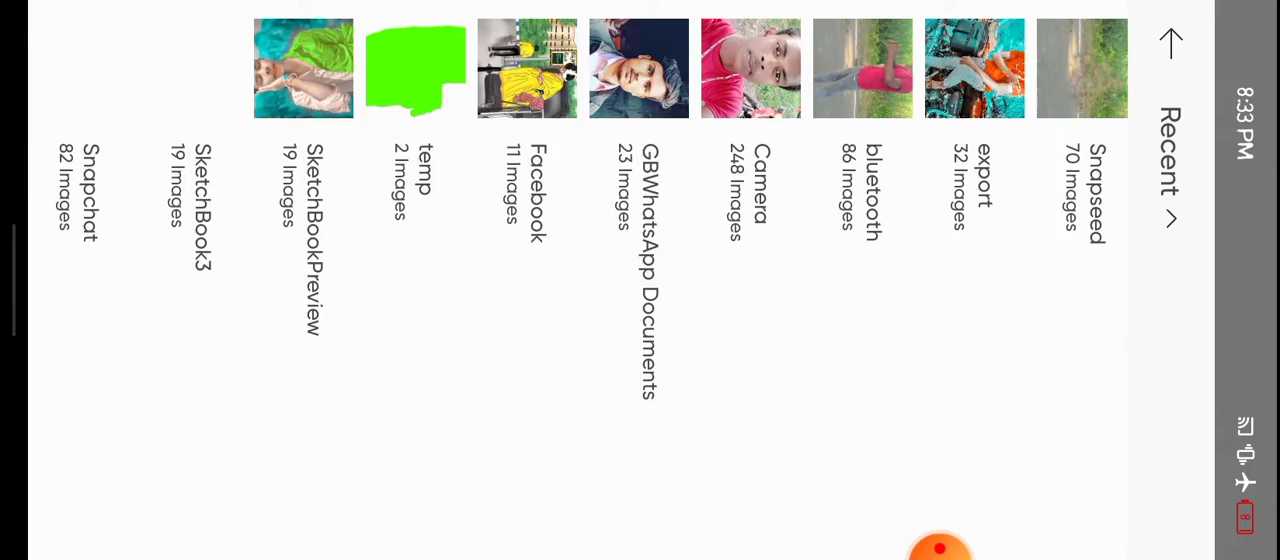 8:33 PM
8
Recent
Snapseed
70 Images
export
32 Images
bluetooth
86 Images
Camera
248 Images
GBWhatsApp Documents
23 Images
Facebook
11 Images
temp
2 Images
SketchBookPreview
19 Images
SketchBook3
19 Images
Snapchat
82 Images